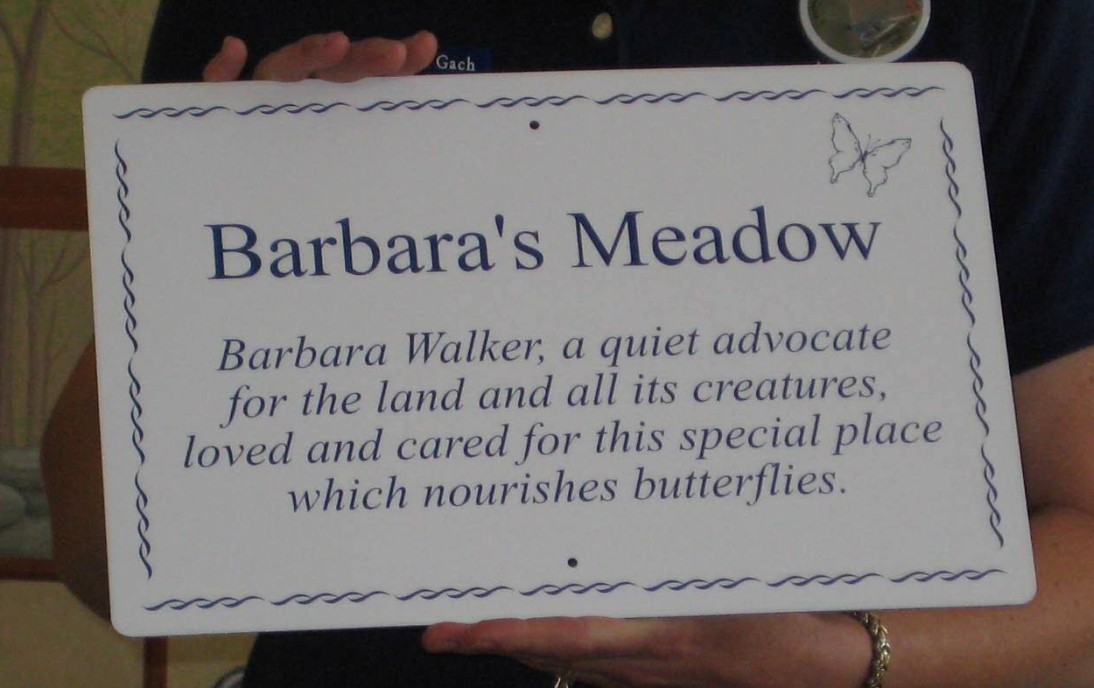 Gach
Barbara's Meadow
Barbara Walker, a quiet advocate
for the land and all its creatures,
loved and cared for this special place
which nourishes butterflies.